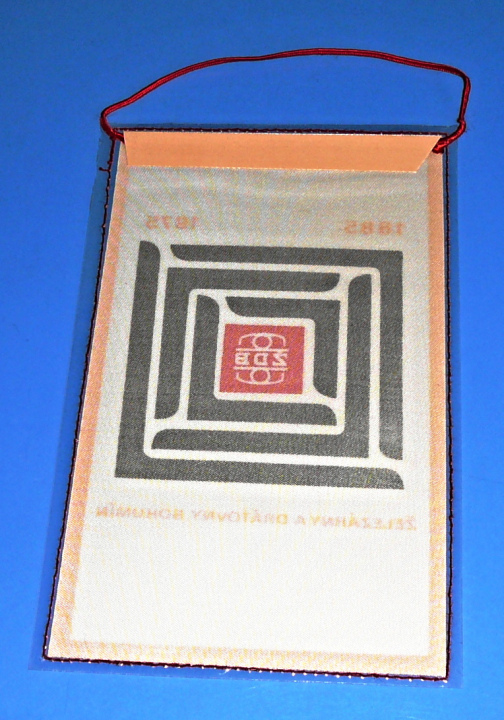 1885 1975
ŽDB
ŽELEZÁRNY A DRÁTOVNY BOHUMÍN